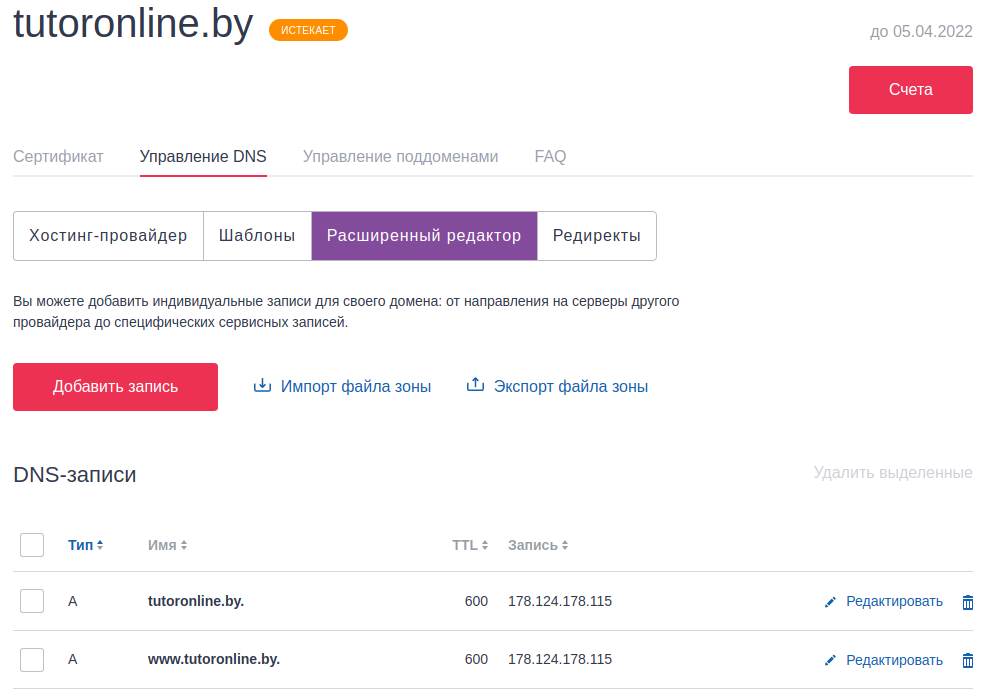 tutoronline.by ИСТЕКАЕТ
до 05.04.2022
Счета
Сертификат Управление DNS Управление поддоменами FAQ
Хостинг-провайдер Шаблоны Расширенный редактор Редиректы
Вы можете добавить индивидуальные записи для своего домена: от направления на серверы другого
провайдера до специфических сервисных записей.
Добавить запись Импорт файла зоны Экспорт файла зоны
DNS-записи Удалить выделенные
Тип Имя TTL Запись
A tutoronline.by. 600 178.124.178.115 Редактировать
A www.tutoronline.by. 600 178.124.178.115 Редактировать